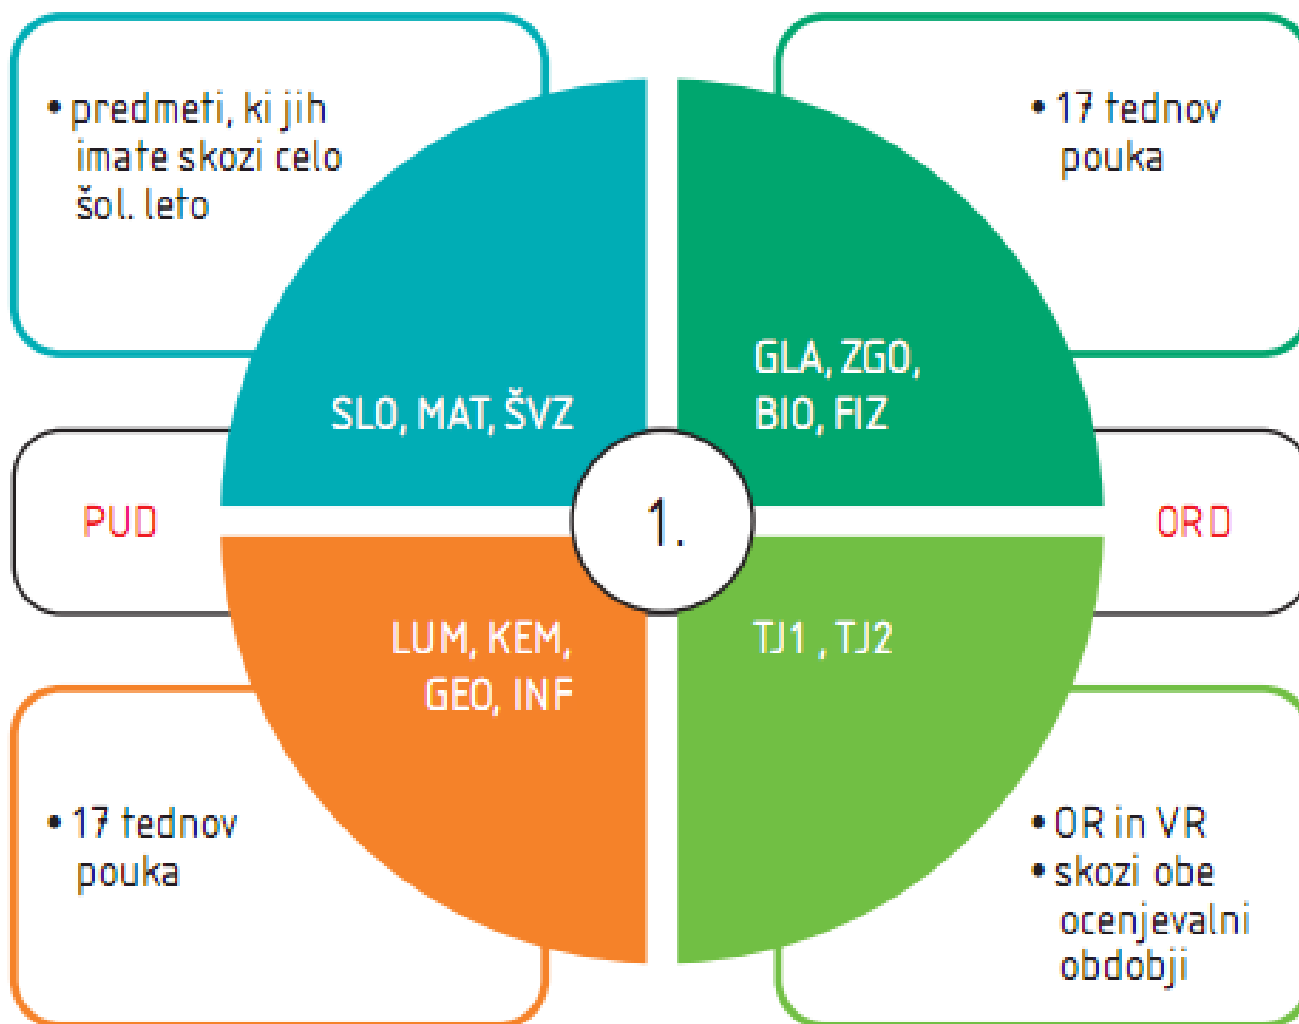 • predmeti, ki jih
imate skozi celo
šol. leto
• 17 tednov
pouka
SLO, MAT, ŠVZ
GLA, ZGO,
BIO, FIZ
PUD
1.
ORD
LUM, KEM,
GEO, INF
TJ1 , TJ2
• 17 tednov
pouka
• OR in VR
• skozi obe
ocenjevalni
obdobji